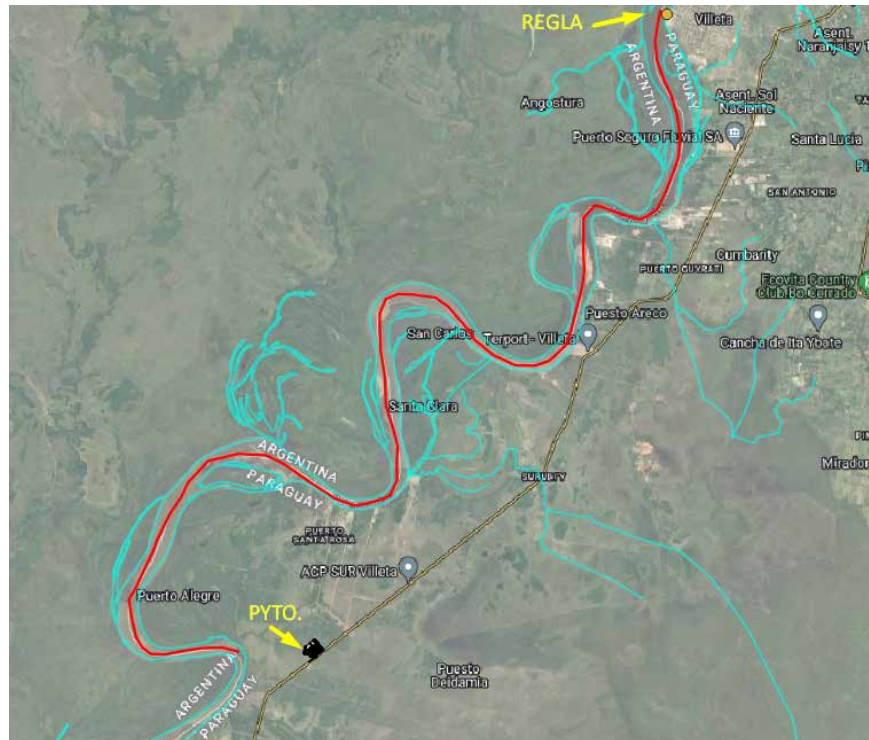 REGLA
Villeta
Asent.
Naranjaisy 1
ARGENTINA
PARAGUAY
Angostura
Asent. Sol
Naciente
Puerto Seguro Fluvial SA
Santa Lucia
SAN ANTONIO
Cumbarity
PUERTO GUYRATI
Ecovita Country
Club Bo Cerrado
Puesto Areco
San Carlos
Terport - Villeta
Cancha de Ita Ybate
Santa Clara
ARGENTINA
PARAGUAY
SURUBIY
Mirador
PUERTO
SANTA ROSA
ACP SUR Villeta
Puerto Alegre
PYTO.
ARGENTINA
PARAGUAY
Puesto
Deidamia